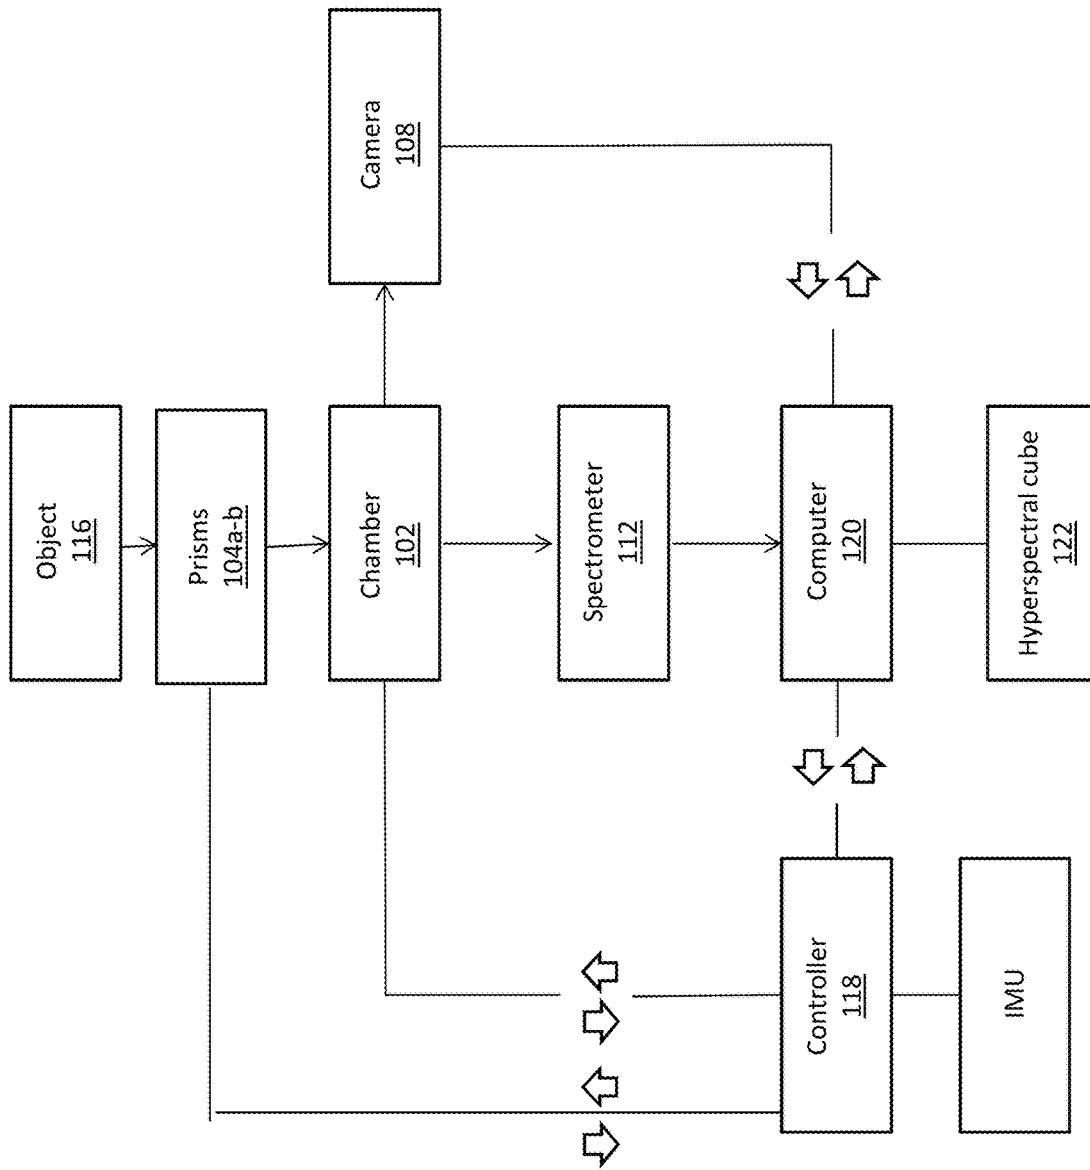 Object
116
Prisms
104a-b
Chamber
102
Camera
108
Spectrometer
112
Computer
120
Hyperspectral cube
122
Controller
118
IMU